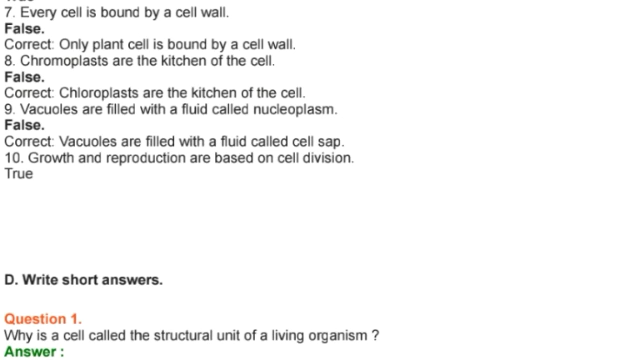 7. Every cell is bound by a cell wall.
False.
Correct: Only plant cell is bound by a cell wall.
8. Chromoplasts are the kitchen of the cell.
False.
Correct: Chloroplasts are the kitchen of the cell.
9. Vacuoles are filled with a fluid called nucleoplasm.
False.
Correct: Vacuoles are filled with a fluid called cell sap.
10. Growth and reproduction are based on cell division.
True
D. Write short answers.
Question 1.
Why is a cell called the structural unit of a living organism ?
Answer :